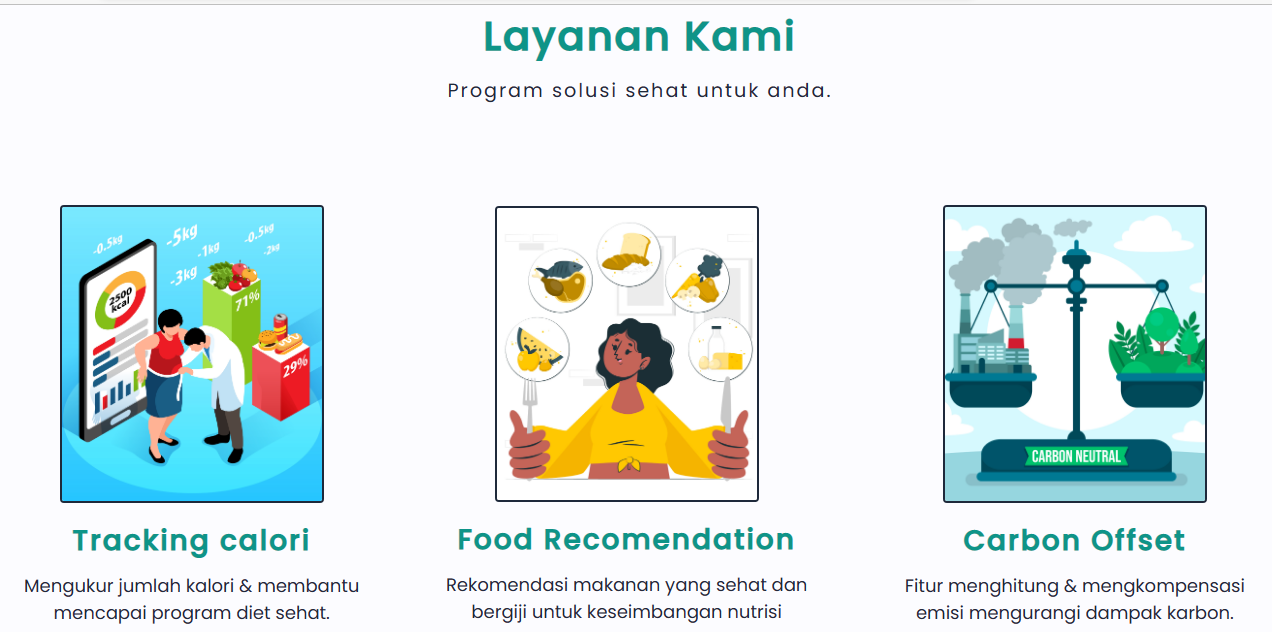 Layanan Kami
Program solusi sehat untuk anda.
-0.5kg
-5kg
-1kg
-0.5kg
-2kg
-3kg
2500
kcal
71%
29%
CARBON NEUTRAL
Tracking calori
Mengukur jumlah kalori & membantu
mencapai program diet sehat.
Food Recomendation
Rekomendasi makanan yang sehat dan
bergiji untuk keseimbangan nutrisi
Carbon Offset
Fitur menghitung & mengkompensasi
emisi mengurangi dampak karbon.